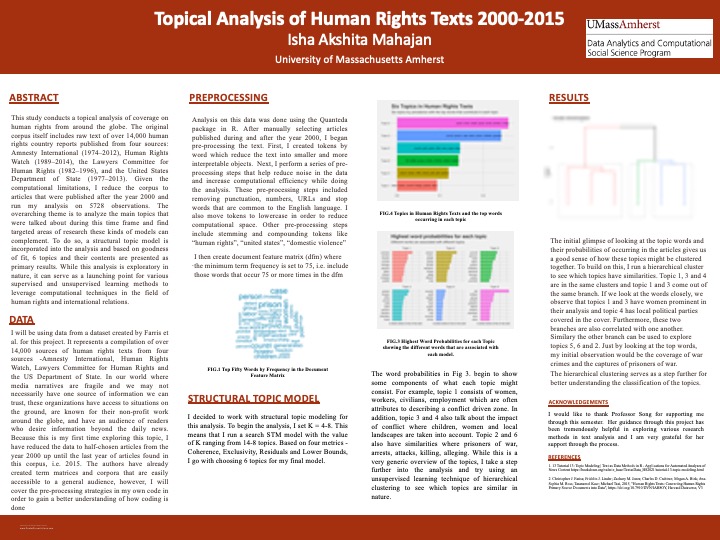 Topical Analysis of Human Rights Texts 2000-2015
Isha Akshita Mahajan
University of Massachusetts Amherst
UMassAmherst
Data Analytics and Computational
Social Science Program
ABSTRACT
This study conducts a topical analysis of coverage on
human rights from around the globe. The original
corpus itself includes raw text of over 14,000 human
rights country reports published from four sources:
Amnesty International (1974–2012), Human Rights
Watch (1989–2014), the Lawyers Committee for
Human Rights (1982–1996), and the United States
Department of State (1977–2013). Given the
computational limitations, I reduce the corpus to
articles that were published after the year 2000 and
run my analysis on 5728 observations. The
overarching theme is to analyze the main topics that
were talked about during this time frame and find
targeted areas of research these kinds of models can
complement. To do so, a structural topic model is
incorporated into the analysis and based on goodness
of fit, 6 topics and their contents are presented as
primary results. While this analysis is exploratory in
nature, it can serve as a launching point for various
supervised and unsupervised learning methods to
leverage computational techniques in the field of
human rights and international relations.
DATA
I will be using data from a dataset created by Farris et
al. for this project. It represents a compilation of over
14,000 sources of human rights texts from four
sources -Amnesty International, Human Rights
Watch, Lawyers Committee for Human Rights and
the US Department of State. In our world where
media narratives are fragile and we may not
necessarily have one source of information we can
trust, these organizations have access to situations on
the ground, are known for their non-profit work
around the globe, and have an audience of readers
who desire information beyond the daily news.
Because this is my first time exploring this topic, I
have reduced the data to half-chosen articles from the
year 2000 up until the last year of articles found in
this corpus, i.e. 2015. The authors have already
created term matrices and corpora that are easily
accessible to a general audience, however, I will
cover the pre-processing strategies in my own code in
order to gain a better understanding of how coding is
done
PREPROCESSING
Analysis on this data was done using the Quanteda
package in R. After manually selecting articles
published during and after the year 2000, I began
pre-processing the text. First, I created tokens by
word which reduce the text into smaller and more
interpretable objects. Next, I perform a series of pre-
processing steps that help reduce noise in the data
and increase computational efficiency while doing
the analysis. These pre-processing steps included
removing punctuation, numbers, URLs and stop
words that are common to the English language. I
also move tokens to lowercase in order to reduce
computational space. Other pre-processing steps
include stemming and compounding tokens like
“human rights”, “united states”, “domestic violence”
I then create document feature matrix (dfm) where
-the minimum term frequency is set to 75, i.e. include
those words that occur 75 or more times in the dfm
FIG.1 Top Fifty Words by Frequency in the Document
Feature Matrix
STRUCTURAL TOPIC MODEL
I decided to work with structural topic modeling for
this analysis. To begin the analysis, I set K = 4-8. This
means that I run a search STM model with the value
of K ranging from 14-8 topics. Based on four metrics -
Coherence, Exclusivity, Residuals and Lower Bounds,
I go with choosing 6 topics for my final model.
Six Topics in Human Rights Texts
FIG.4 Topics in Human Rights Texts and the top words
occurring in each topic
Highest word probabilities for each topic
FIG.3 Highest Word Probabilities for each Topic
showing the different words that are associated with
each model.
The word probabilities in Fig 3. begin to show
some components of what each topic might
consist. For example, topic 1 consists of women,
workers, civilians, employment which are often
attributes to describing a conflict driven zone. In
addition, topic 3 and 4 also talk about the impact
of conflict where children, women and local
landscapes are taken into account. Topic 2 and 6
also have similarities where prisoners of war,
arrests, attacks, killing, alleging. While this is a
very generic overview of the topics, I take a step
further into the analysis and try using an
unsupervised learning technique of hierarchical
clustering to see which topics are similar in
nature.
RESULTS
The initial glimpse of looking at the topic words and
their probabilities of occurring in the articles gives us
a good sense of how these topics might be clustered
together. To build on this, I run a hierarchical cluster
to see which topics have similarities. Topic 1, 3 and 4
are in the same clusters and topic 1 and 3 come out of
the same branch. If we look at the words closely, we
observe that topics 1 and 3 have women prominent in
their analysis and topic 4 has local political parties
covered in the cover. Furthermore, these two
branches are also correlated with one another.
Similary the other branch can be used to explore
topics 5, 6 and 2. Just by looking at the top words,
my initial observation would be the coverage of war
crimes and the captures of prisoners of war.
The hierarchical clustering serves as a step further for
better understanding the classification of the topics.
ACKNOWLEDGEMENTS
I would like to thank Professor Song for supporting me
through this semester. Her guidance through this project has
been tremendously helpful in exploring various research
methods in text analysis and I am very grateful for her
support through the process.
REFERENCES